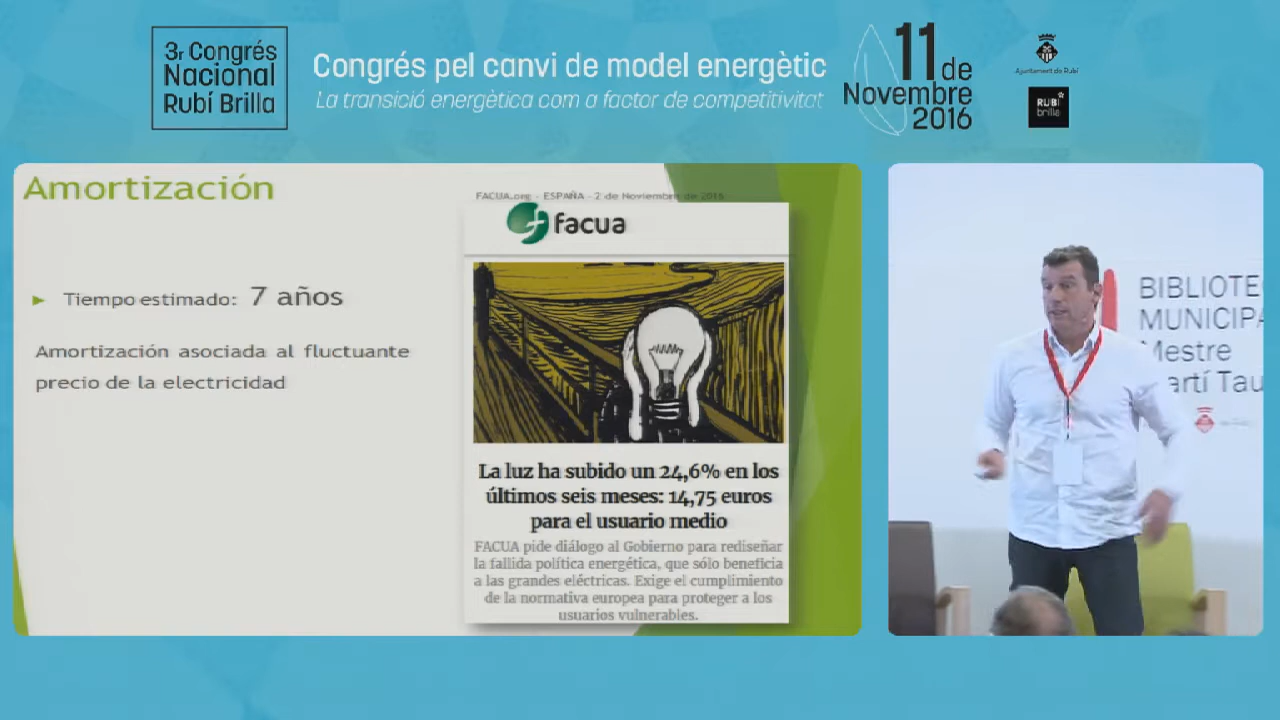 3r Congrés
Nacional
Rubí Brilla
Congrés pel canvi de model energètic
La transició energètica com a factor de competitivitat
11 de
Novembre
2016
Ajuntament de Rubí
RUBÍ
brilla
Amortización
FACUA.org - ESPAÑA - 2 de Noviembre de 2016
facua
► Tiempo estimado: 7 años
Amortización asociada al fluctuante
precio de la electricidad
La luz ha subido un 24,6% en los
últimos seis meses: 14,75 euros
para el usuario medio
FACUA pide diálogo al Gobierno para rediseñar
la fallida política energética, que sólo beneficia
a las grandes eléctricas. Exige el cumplimiento
de la normativa europea para proteger a los
usuarios vulnerables.
BIBLIOTE
MUNICIPA
Mestre
artí Tau